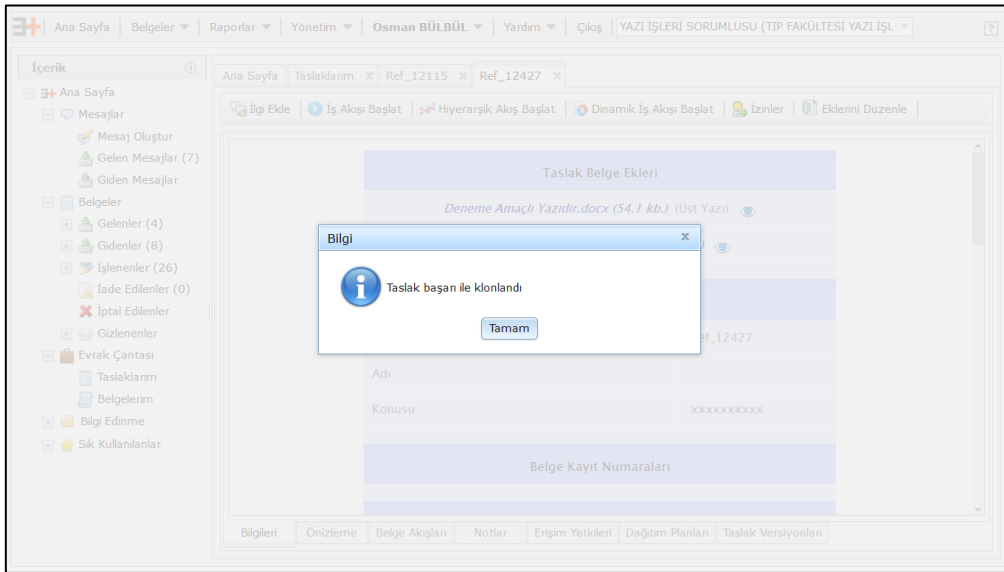 Ana Sayfa Belgeler Raporlar Yönetim Osman BÜLBÜL Yardım Çıkış YAZI İŞLERİ SORUMLUSU (TIP FAKÜLTESİ YAZI İŞL
İçerik
Ana Sayfa
Mesajlar
Mesaj Oluştur
Gelen Mesajlar (7)
Giden Mesajlar
Belgeler
Gelenler (4)
Gidenler (8)
İşlenenler (26)
İade Edilenler (0)
İptal Edilenler
Gizlenenler
Evrak Çantası
Taslaklarım
Belgelerim
Bilgi Edinme
Sık Kullanılanlar
Ana Sayfa Taslaklarım x Ref_12115 x Ref_12427 x
İlgi Ekle İş Akışı Başlat Hiyerarşik Akış Başlat Dinamik İş Akışı Başlat İzinler Eklerini Düzenle
Taslak Belge Ekleri
Deneme Amaçlı Yazıdır.docx (54.1 kb.) (Üst Yazı)
Bilgi x
Taslak başarı ile klonlandı
Tamam
ef_12427
Adı
Konusu xxxxxxxxxx
Belge Kayıt Numaraları
Bilgileri Önizleme Belge Akışları Notlar Erişim Yetkileri Dağıtım Planları Taslak Versiyonları